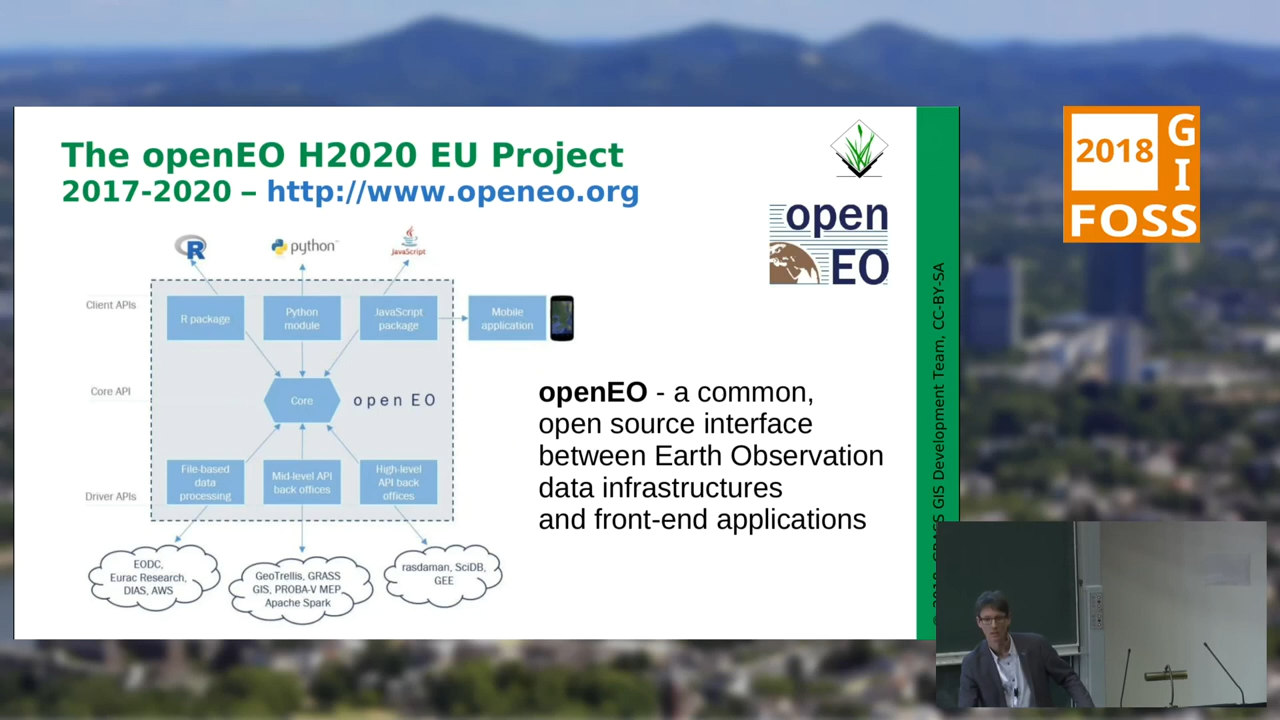 The openEO H2020 EU Project
2017-2020 – http://www.openeo.org
open
EO
R
python
JavaScript
Client APIs
R package
Python
module
JavaScript
package
Mobile
application
Core API
Core
open EO
Driver APIs
File-based
data
processing
Mid-level API
back offices
High-level
API back
offices
EODC,
Eurac Research,
DIAS, AWS
GeoTrellis, GRASS
GIS, PROBA-V MEP,
Apache Spark
rasdaman, SciDB,
GEE
openEO - a common,
open source interface
between Earth Observation
data infrastructures
and front-end applications
© 2018 GRASS GIS Development Team, CC-BY-SA
2018
GI
FOSS